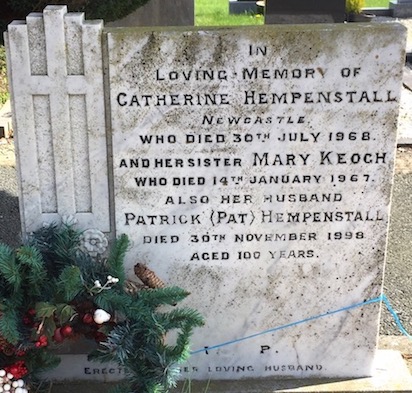 IN
LOVING MEMORY OF
CATHERINE HEMPENSTALL
NEWCASTLE
WHO DIED 30TH JULY 1968.
AND HER SISTER MARY KEOGH
WHO DIED 14TH JANUARY 1967.
ALSO HER HUSBAND
PATRICK (PAT) HEMPENSTALL
DIED 30TH NOVEMBER 1998
AGED 100 YEARS.
P.
LOVING HUSBAND.